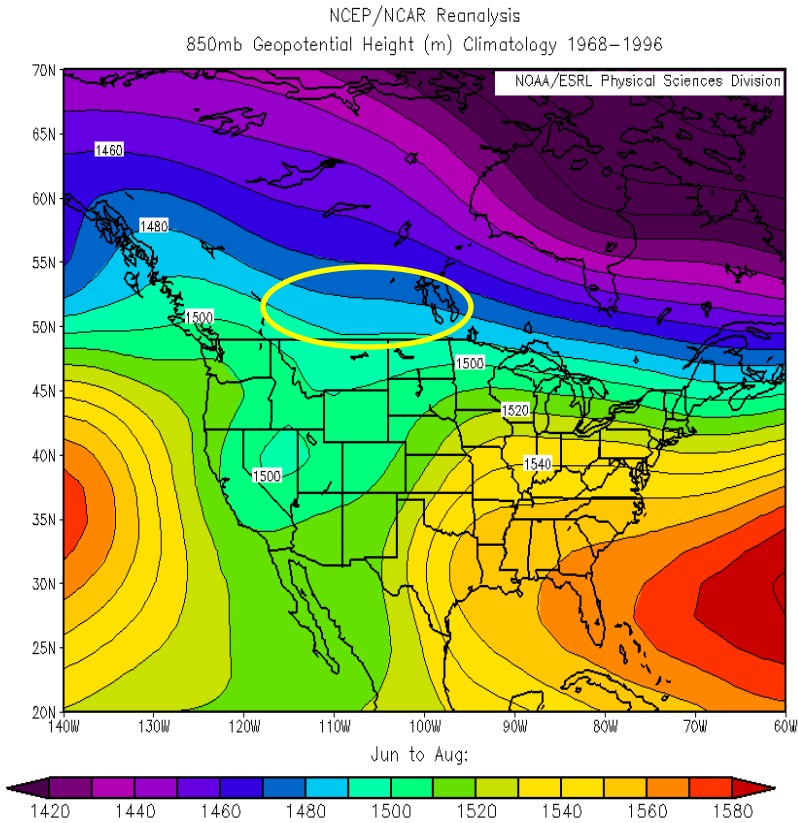 NCEP/NCAR Reanalysis
850mb Geopotential Height (m) Climatology 1968-1996
NOAA/ESRL Physical Sciences Division
70N
65N
1460
60N
1480
55N
1500
50N
1500
45N
1520
40N
1540
1500
35N
30N
25N
20N
140W 130W 120W 110W 100W 90W 80W 70W 60W
Jun to Aug:
1420 1440 1460 1480 1500 1520 1540 1560 1580